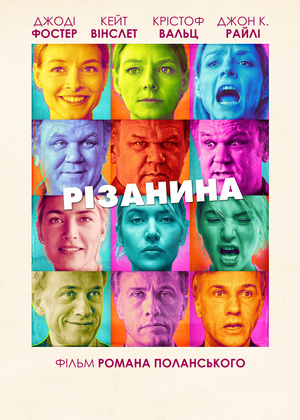 ДЖОДІ КЕЙТ КРІСТОФ ДЖОН К.
ФОСТЕР ВІНСЛЕТ ВАЛЬЦ РАЙЛІ
РІЗАНИНА
ФІЛЬМ РОМАНА ПОЛАНСЬКОГО